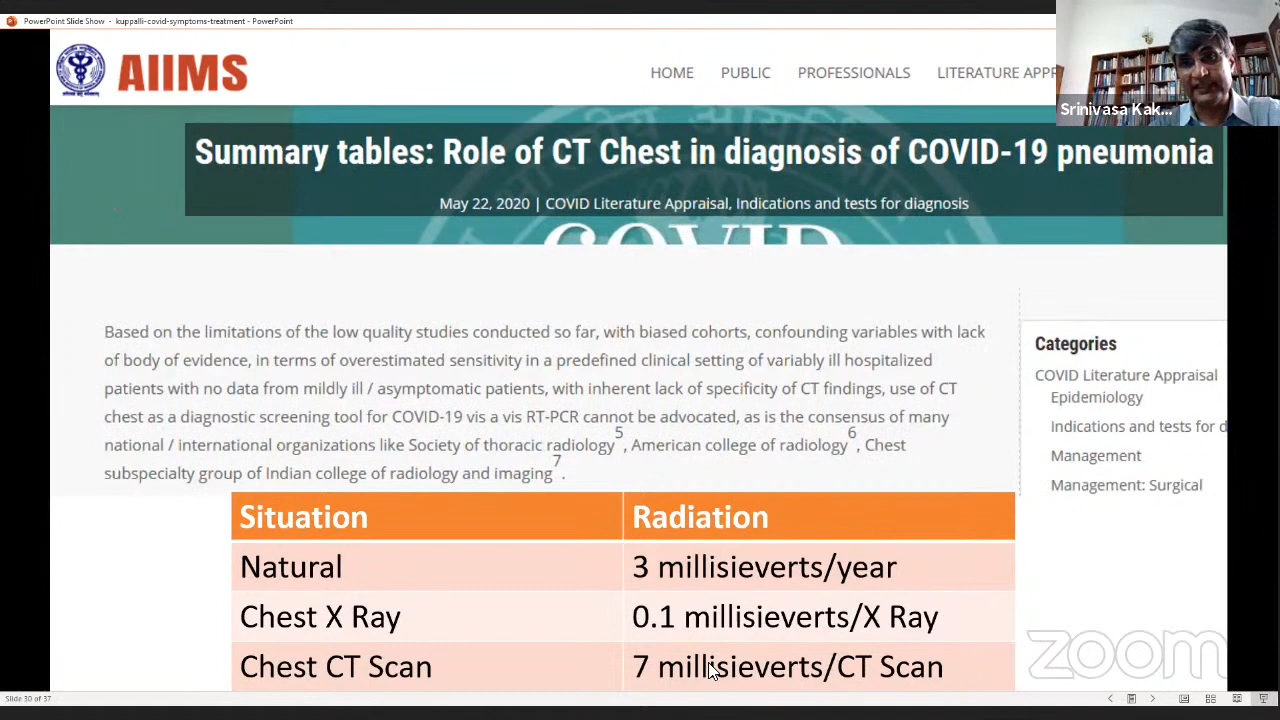 PowerPoint Slide Show - kuppalli-covid-symptoms-treatment - PowerPoint
AIIMS
HOME PUBLIC PROFESSIONALS LITERATURE APPR
Srinivasa Kak...
Summary tables: Role of CT Chest in diagnosis of COVID-19 pneumonia
May 22, 2020 | COVID Literature Appraisal, Indications and tests for diagnosis
COVID
Based on the limitations of the low quality studies conducted so far, with biased cohorts, confounding variables with lack
of body of evidence, in terms of overestimated sensitivity in a predefined clinical setting of variably ill hospitalized
patients with no data from mildly ill / asymptomatic patients, with inherent lack of specificity of CT findings, use of CT
chest as a diagnostic screening tool for COVID-19 vis a vis RT-PCR cannot be advocated, as is the consensus of many
national / international organizations like Society of thoracic radiology5, American college of radiology6, Chest
subspecialty group of Indian college of radiology and imaging7.
Categories
COVID Literature Appraisal
Epidemiology
Indications and tests for d
Management
Management: Surgical
Situation Radiation
Natural 3 millisieverts/year
Chest X Ray 0.1 millisieverts/X Ray
Chest CT Scan 7 millisieverts/CT Scan
zoom
Slide 30 of 37